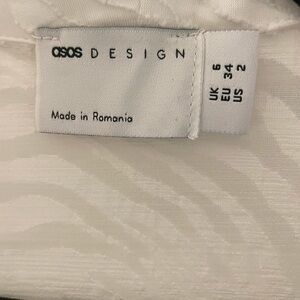 asos DESIGN
Made in Romania
UK 6
EU 34
US 2